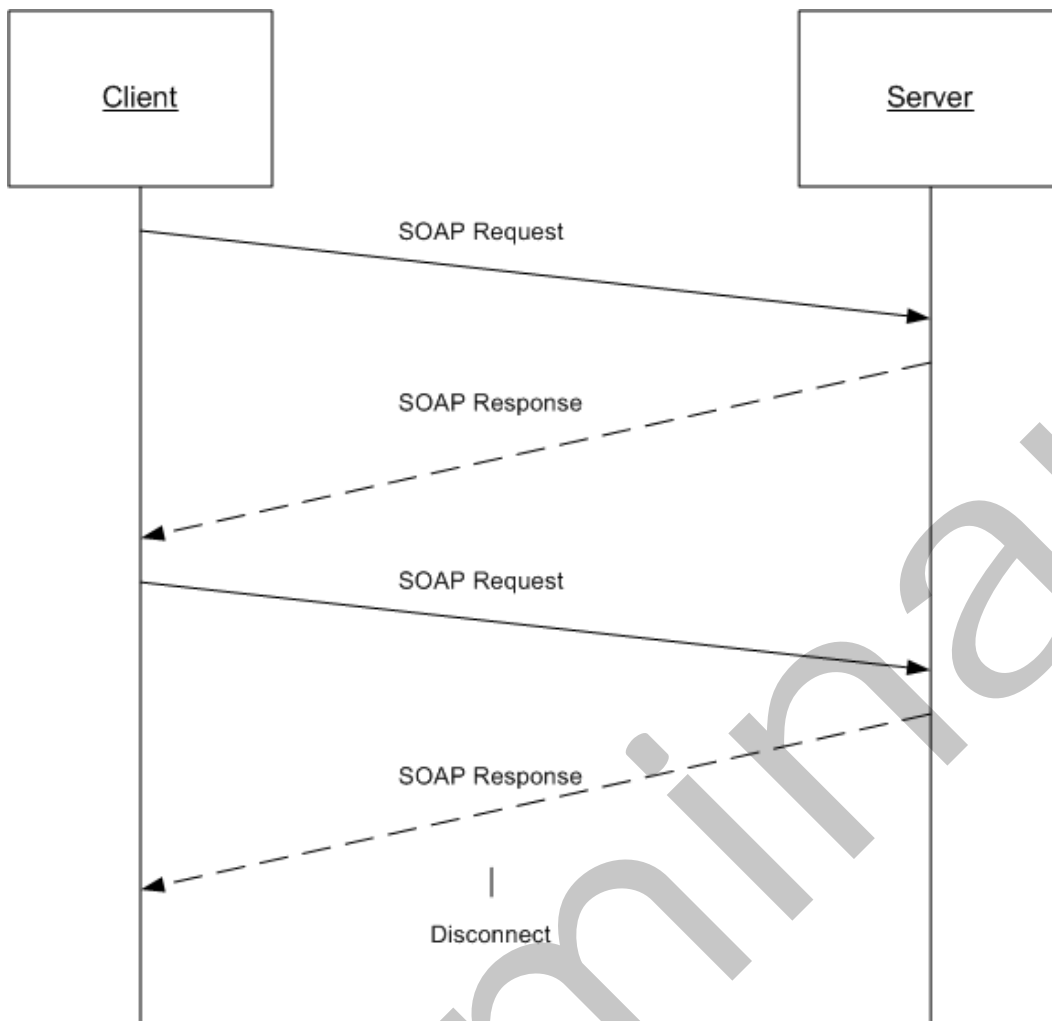 Client
Server
SOAP Request
SOAP Response
SOAP Request
SOAP Response
Disconnect